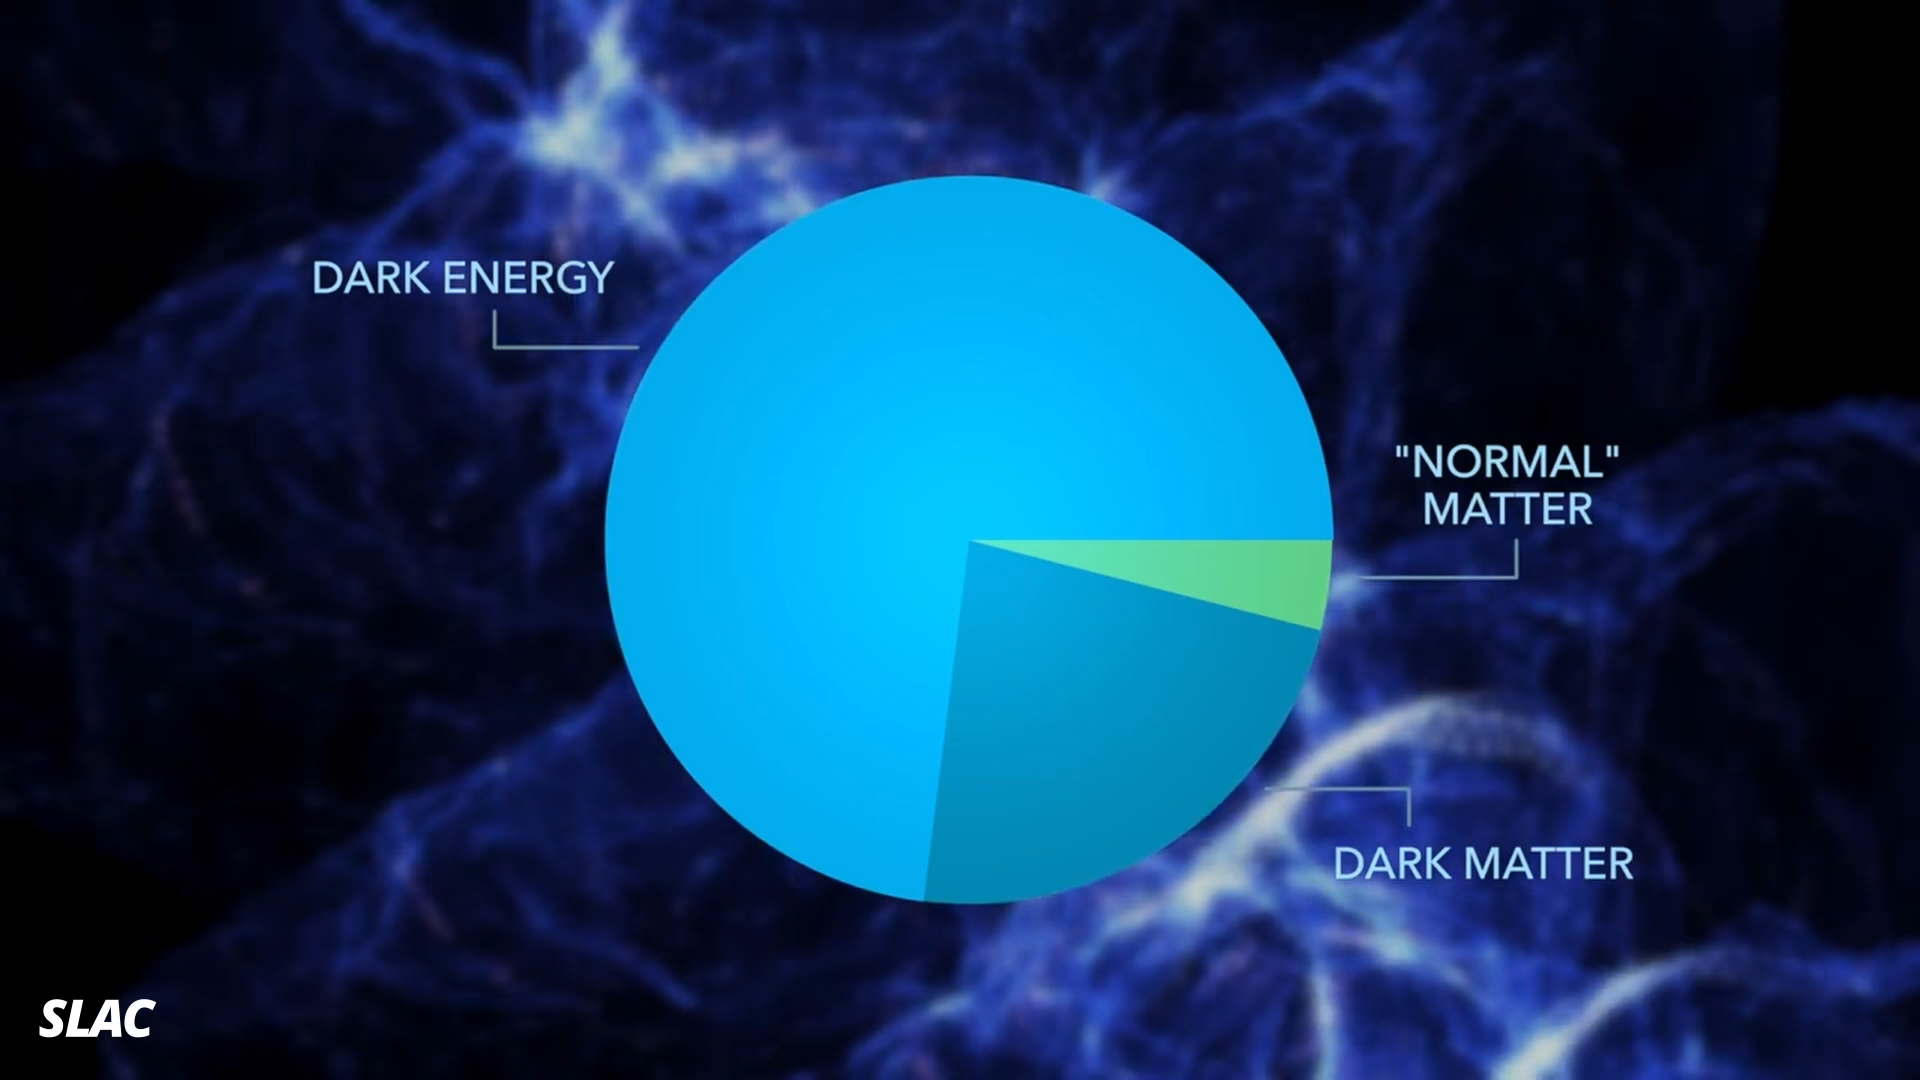 DARK ENERGY
"NORMAL"
MATTER
DARK MATTER
SLAC